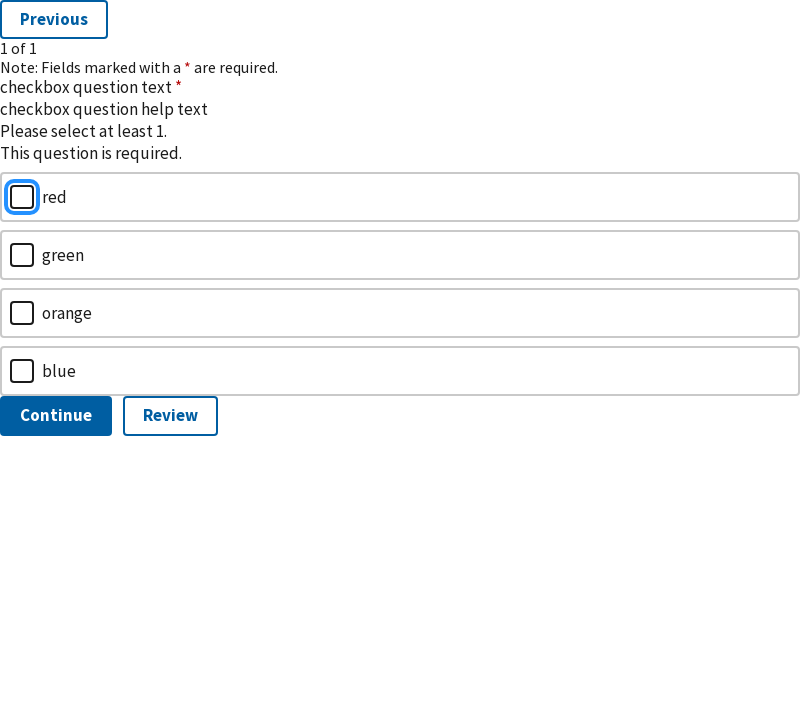 Previous
1 of 1
Note: Fields marked with a * are required.
checkbox question text *
checkbox question help text
Please select at least 1.
This question is required.
red
green
orange
blue
Continue Review